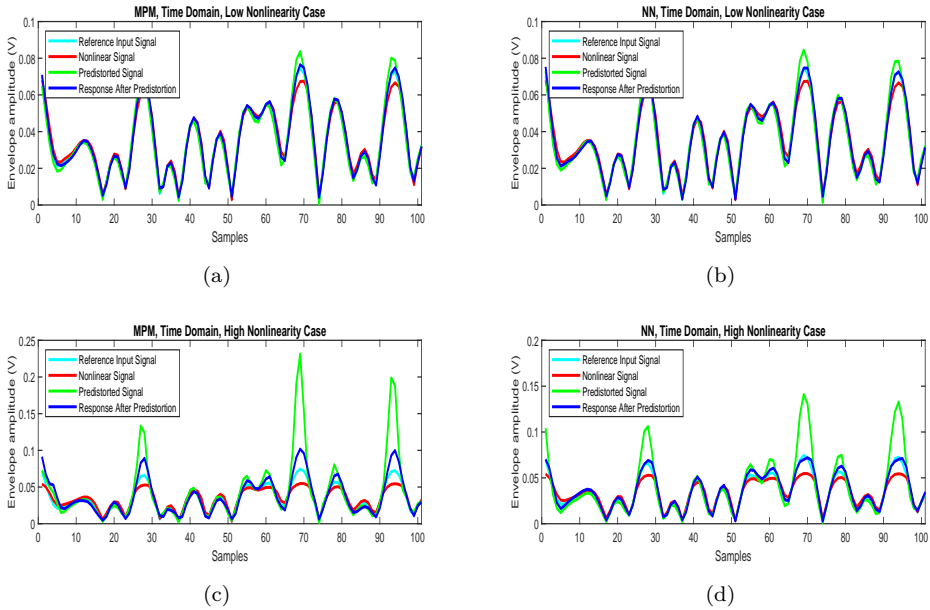 MPM, Time Domain, Low Nonlinearity Case
Envelope amplitude (V)
0.1
0.08
0.06
0.04
0.02
0
Reference Input Signal
Nonlinear Signal
Predistorted Signal
Response After Predistortion
0 10 20 30 40 50 60 70 80 90 100
Samples
(a)
NN, Time Domain, Low Nonlinearity Case
Envelope amplitude (V)
0.1
0.08
0.06
0.04
0.02
0
Reference Input Signal
Nonlinear Signal
Predistorted Signal
Response After Predistortion
0 10 20 30 40 50 60 70 80 90 100
Samples
(b)
MPM, Time Domain, High Nonlinearity Case
Envelope amplitude (V)
0.25
0.2
0.15
0.1
0.05
0
Reference Input Signal
Nonlinear Signal
Predistorted Signal
Response After Predistortion
0 10 20 30 40 50 60 70 80 90 100
Samples
(c)
NN, Time Domain, High Nonlinearity Case
Envelope amplitude (V)
0.2
0.15
0.1
0.05
0
Reference Input Signal
Nonlinear Signal
Predistorted Signal
Response After Predistortion
0 10 20 30 40 50 60 70 80 90 100
Samples
(d)